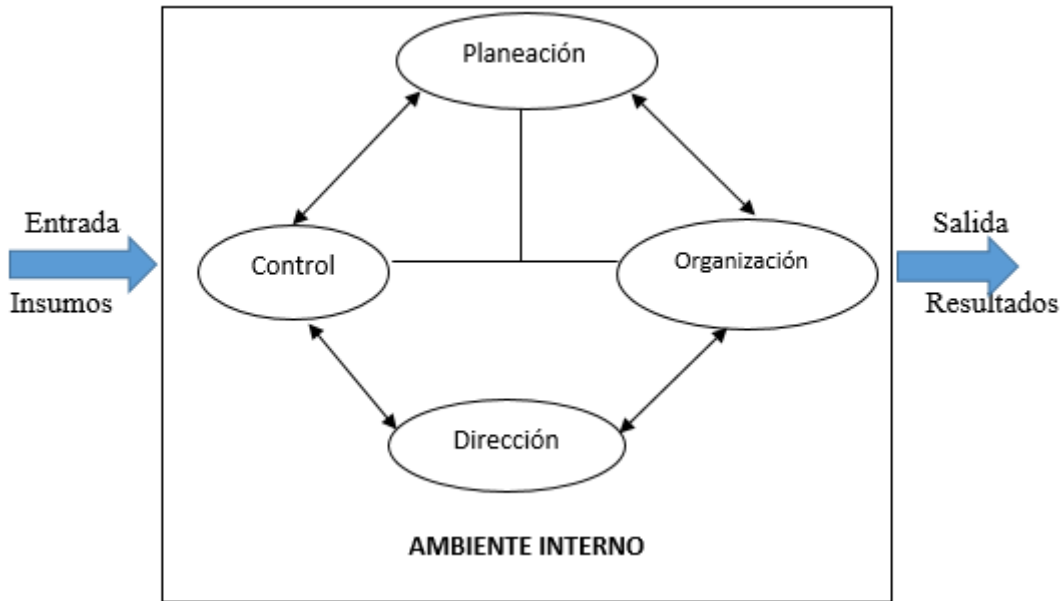 Planeación
Entrada
Insumos
Control
Organización
Salida
Resultados
Dirección
AMBIENTE INTERNO